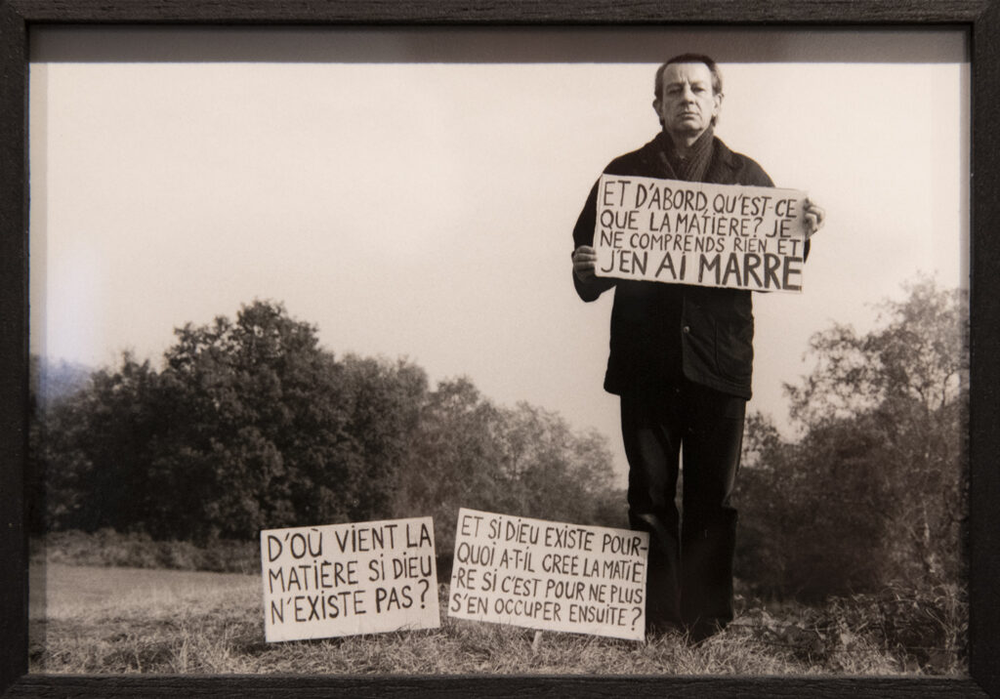 ET D'ABORD, QU'EST-CE
QUE LA MATIÈRE? JE
NE COMPRENDS RIEN ET
J'EN AI MARRE
D'OÙ VIENT LA
MATIÈRE SI DIEU
N'EXISTE PAS?
ET SI DIEU EXISTE POUR-
QUOI A-T-IL CREE LA MATIÈ
-RE SI C'EST POUR NE PLUS
S'EN OCCUPER ENSUITE?